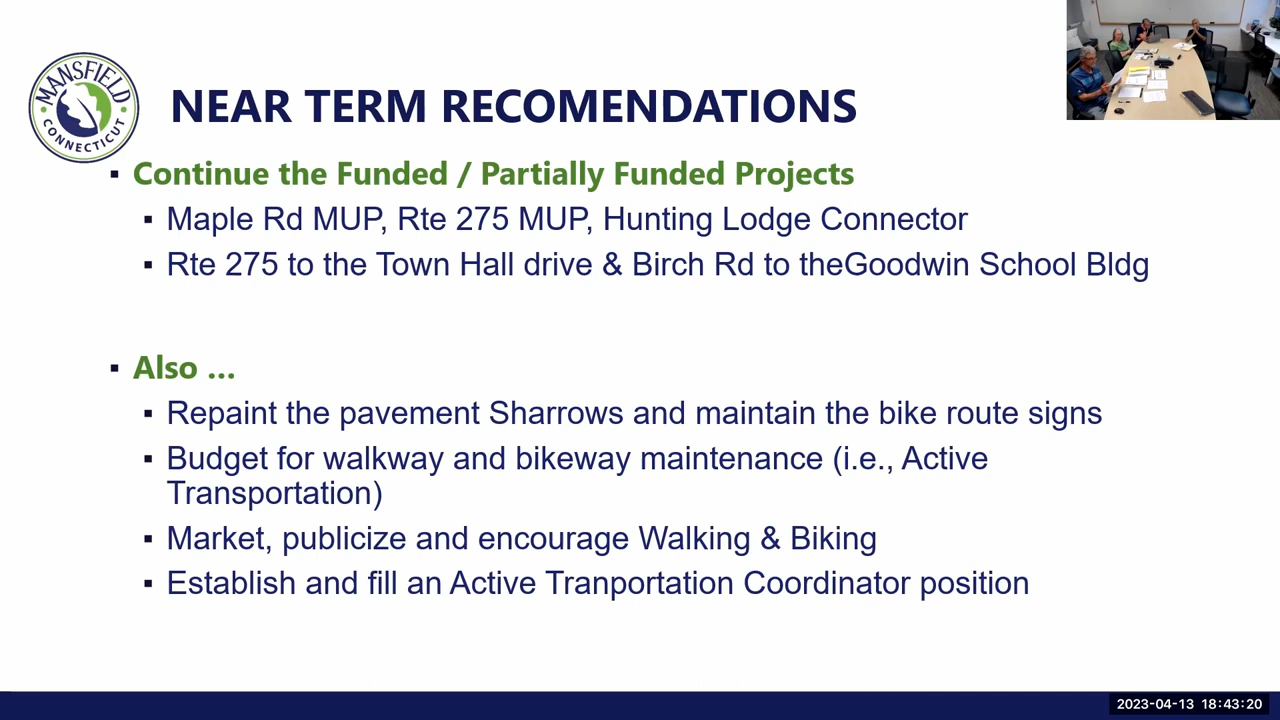 MANSFIELD
CONNECTICUT
NEAR TERM RECOMENDATIONS
▪ Continue the Funded / Partially Funded Projects
▪ Maple Rd MUP, Rte 275 MUP, Hunting Lodge Connector
▪ Rte 275 to the Town Hall drive & Birch Rd to theGoodwin School Bldg
▪ Also ...
▪ Repaint the pavement Sharrows and maintain the bike route signs
▪ Budget for walkway and bikeway maintenance (i.e., Active
Transportation)
▪ Market, publicize and encourage Walking & Biking
▪ Establish and fill an Active Tranportation Coordinator position
2023-04-13 18:43:20